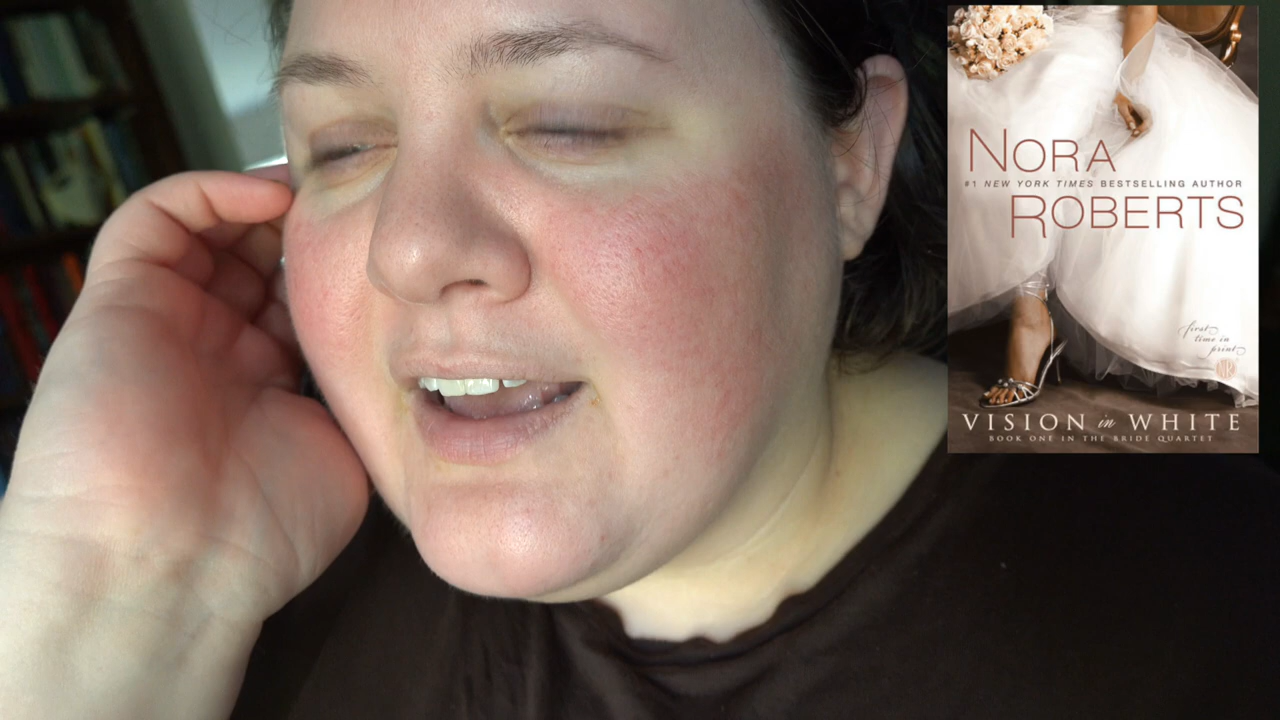 NORA
#1 NEW YORK TIMES BESTSELLING AUTHOR
ROBERTS
first
time in
print
NR
VISION in WHITE
BOOK ONE IN THE BRIDE QUARTET